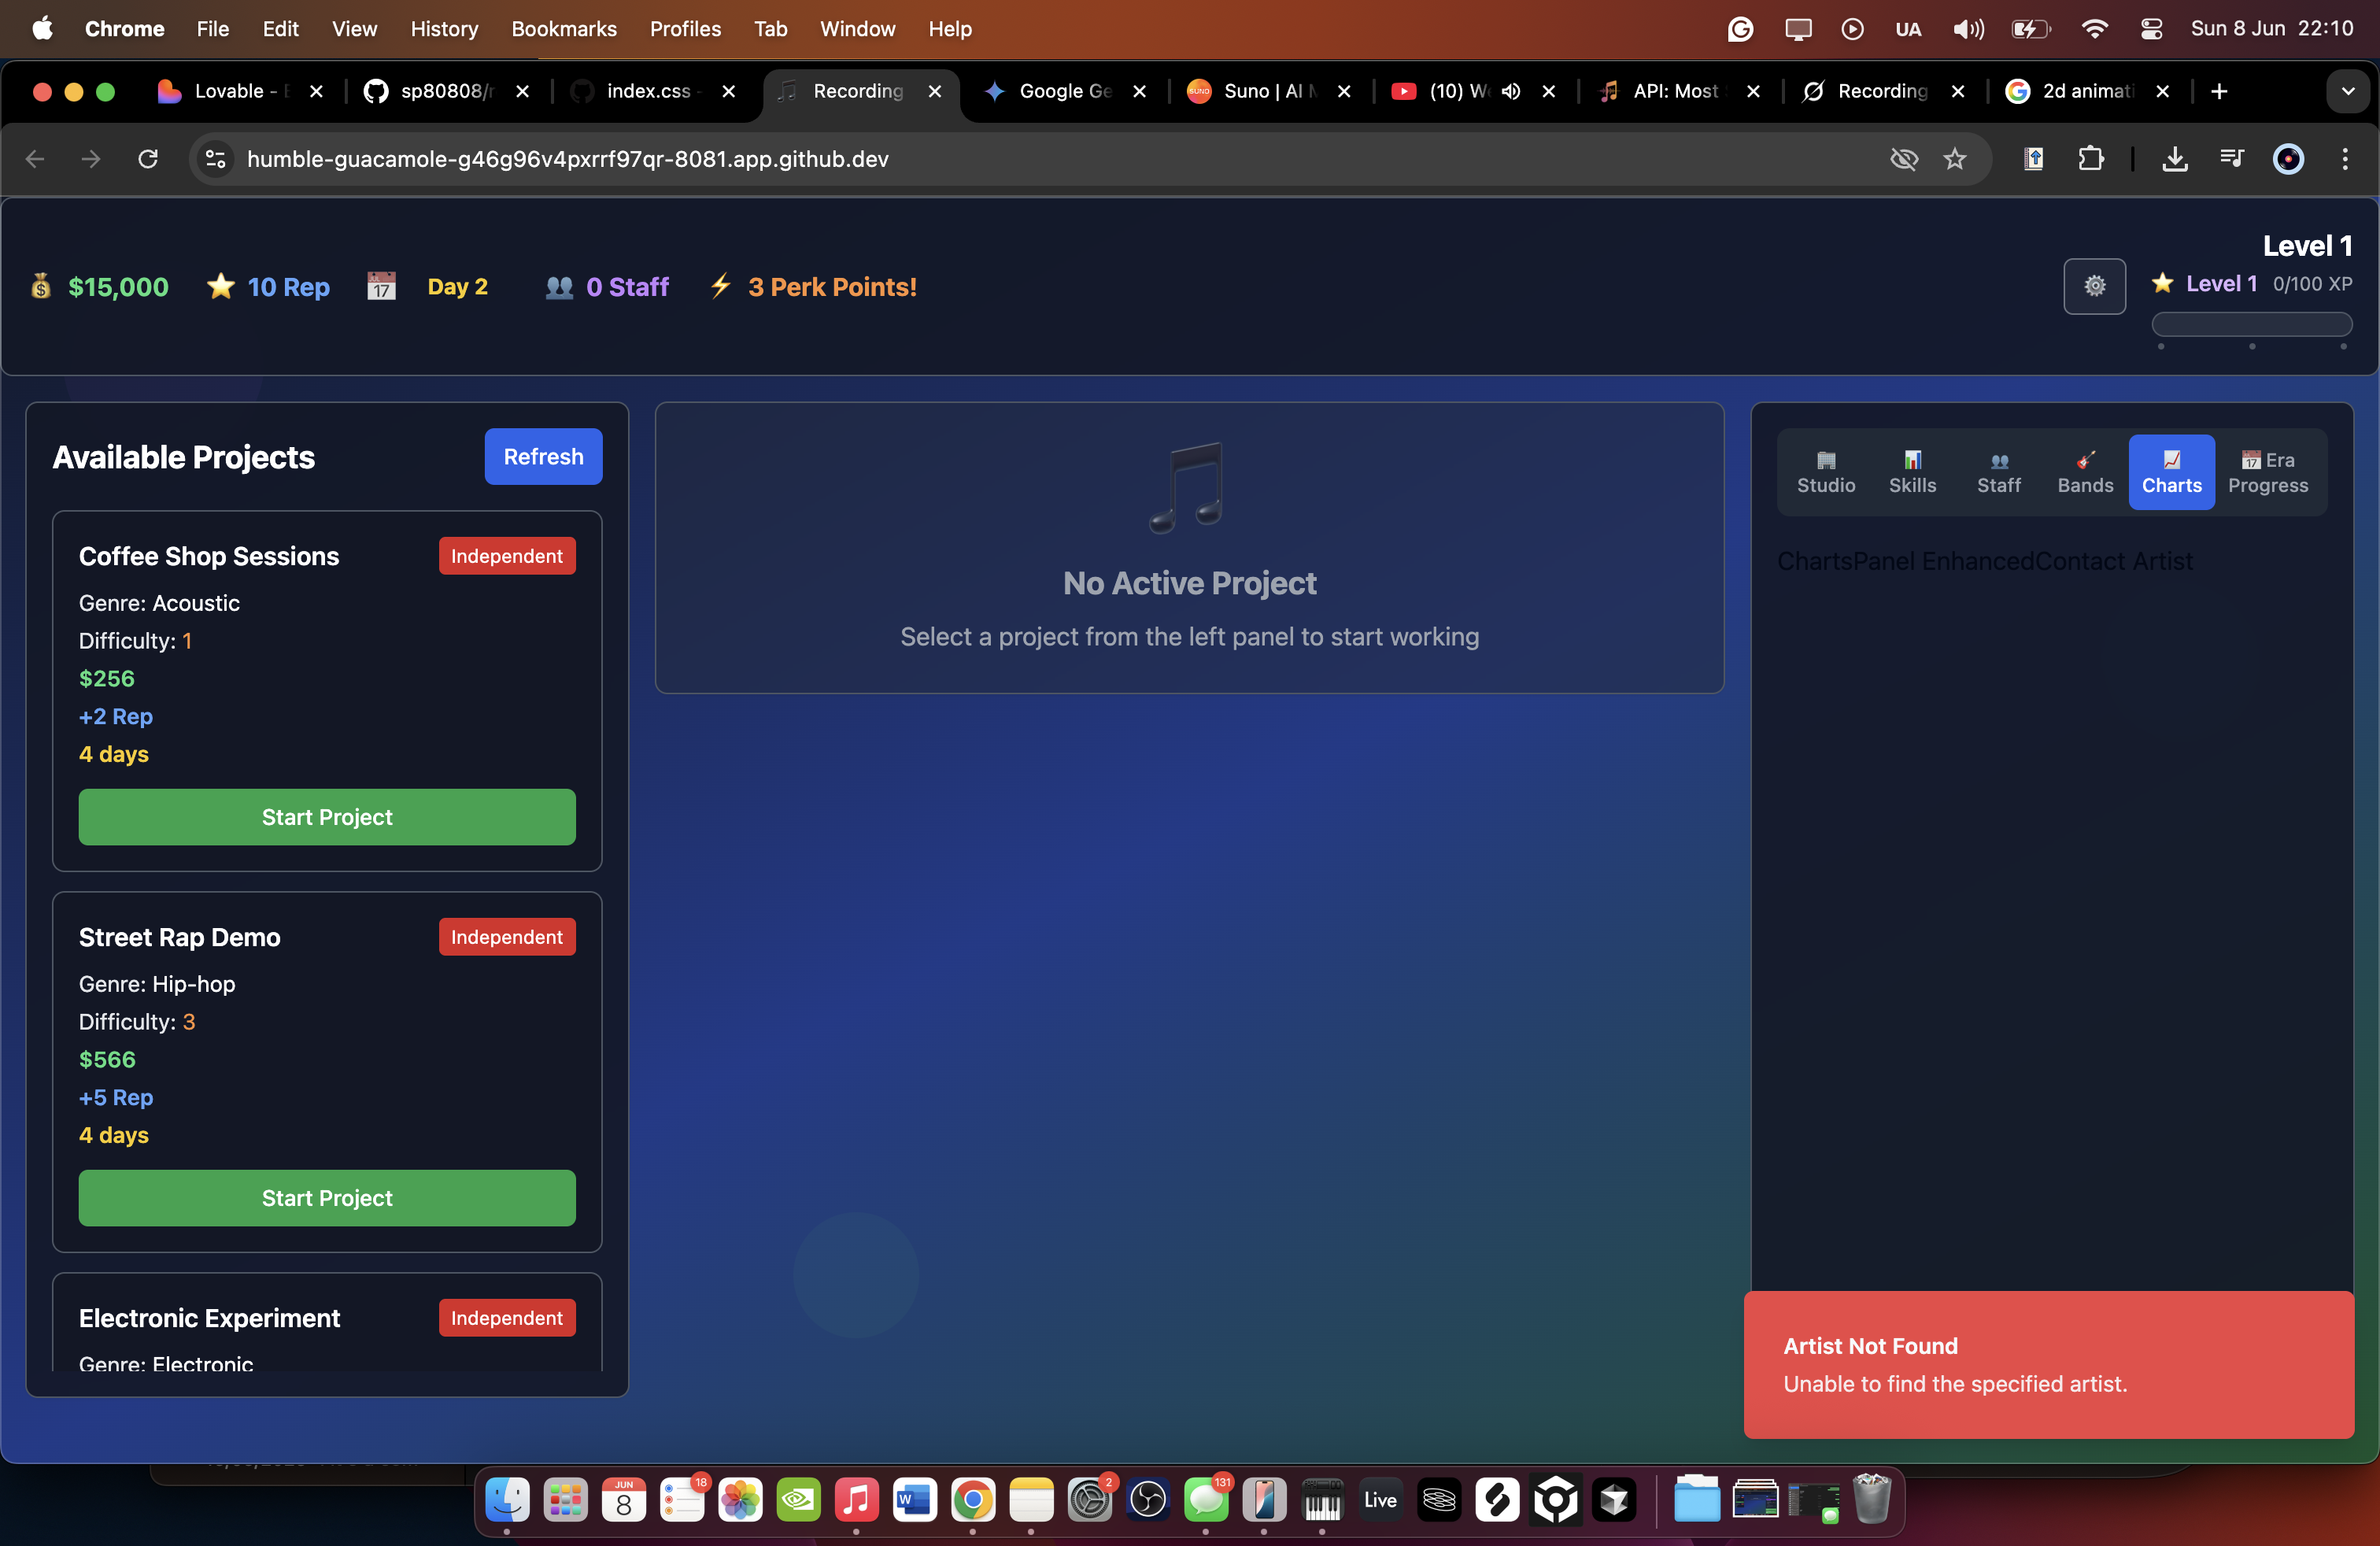 Chrome File Edit View History Bookmarks Profiles Tab Window Help UA Sun 8 Jun 22:10
Lovable - sp80808/ index.css - Recording Google Ge Suno | AI M (10) W API: Most Recording 2d animati
humble-guacamole-g46g96v4pxrrf97qr-8081.app.github.dev
$15,000 10 Rep 17 Day 2 0 Staff 3 Perk Points!
Level 1
Level 1 0/100 XP
Available Projects
Refresh
Coffee Shop Sessions
Independent
Genre: Acoustic
Difficulty: 1
$256
+2 Rep
4 days
Start Project
Street Rap Demo
Independent
Genre: Hip-hop
Difficulty: 3
$566
+5 Rep
4 days
Start Project
Electronic Experiment
Independent
Genre: Electronic
No Active Project
Select a project from the left panel to start working
Studio
Skills
Staff
Bands
Charts
17 Era
Progress
ChartsPanel EnhancedContact Artist
Artist Not Found
Unable to find the specified artist.
JUN
8
18
W
2
131
Live